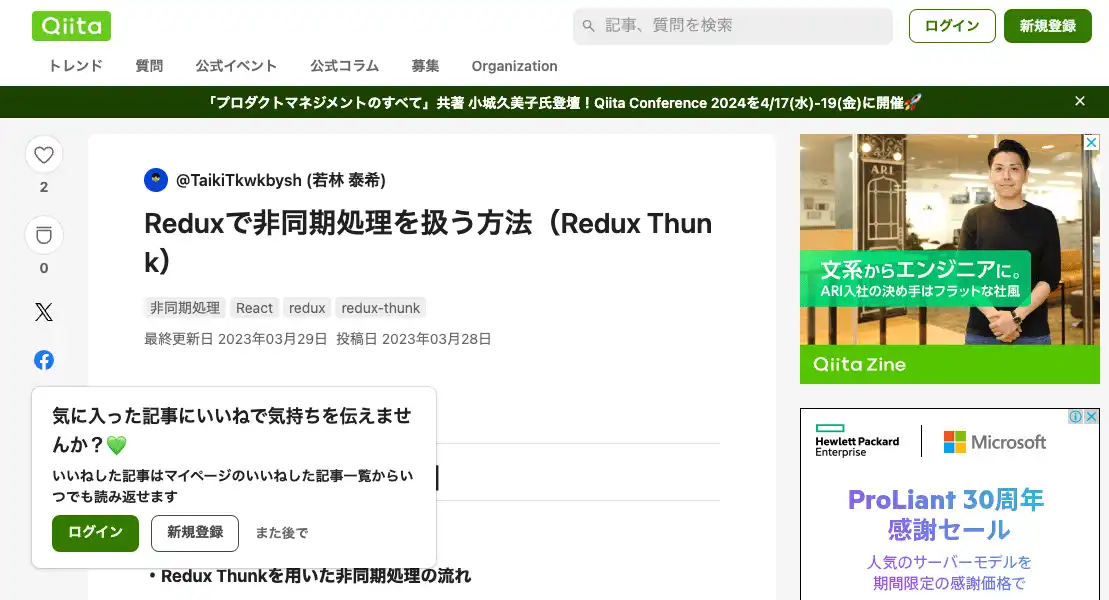 Qiita
記事、質問を検索
ログイン
新規登録
トレンド
質問
公式イベント
公式コラム
募集
Organization
「プロダクトマネジメントのすべて」共著 小城久美子氏登壇！Qiita Conference 2024を4/17(水)-19(金)に開催🚀
2
0
@TaikiTkwkbysh (若林 泰希)
Reduxで非同期処理を扱う方法（Redux Thun
k）
非同期処理 React redux redux-thunk
最終更新日 2023年03月29日 投稿日 2023年03月28日
気に入った記事にいいねで気持ちを伝えませ
んか？💚
いいねした記事はマイページのいいねした記事一覧からい
つでも読み返せます
ログイン
新規登録
また後で
・Redux Thunkを用いた非同期処理の流れ
ARI
文系からエンジニアに。
ARI入社の決め手はフラットな社風
Qiita Zine
Hewlett Packard
Enterprise
Microsoft
ProLiant 30周年
感謝セール
人気のサーバーモデルを
期間限定の感謝価格で